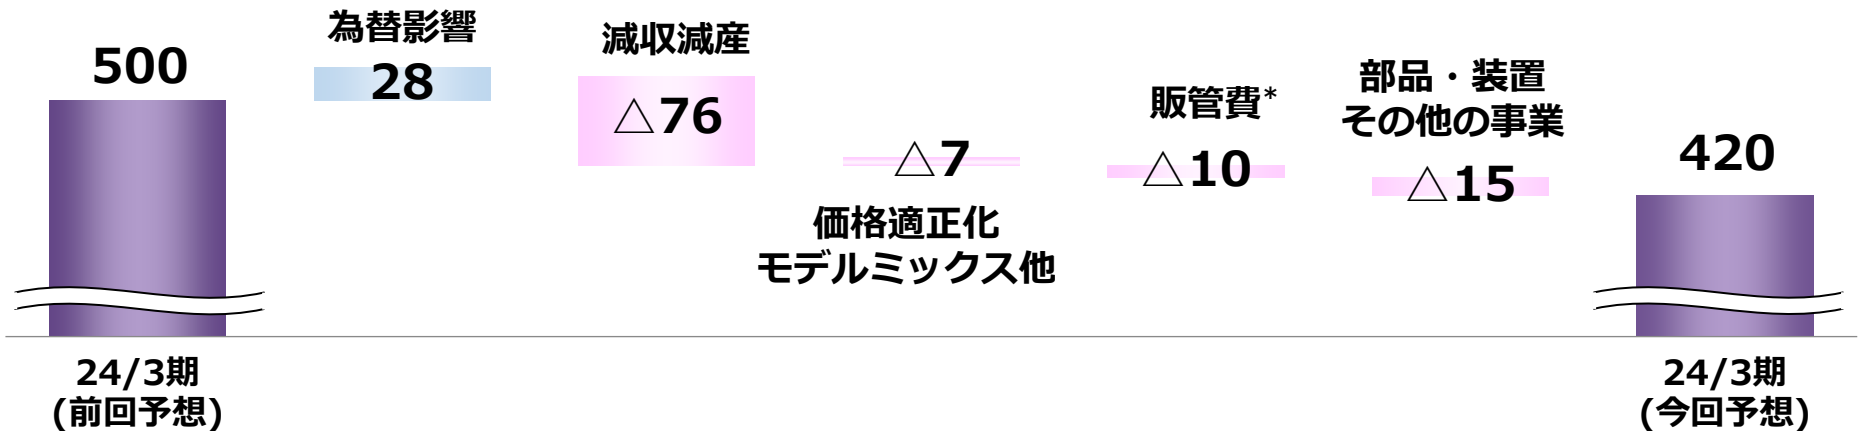 500
為替影響
28
減収減産
△76
△7
価格適正化
モデルミックス他
販管費*
△10
部品・装置
その他の事業
△15
420
24/3期
(前回予想)
24/3期
(今回予想)